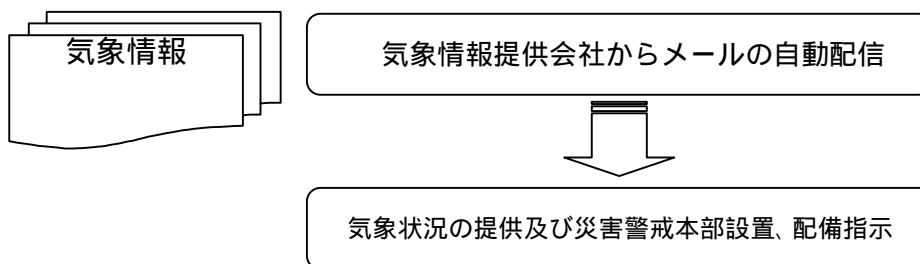 気象情報
気象情報提供会社からメールの自動配信
気象状況の提供及び災害警戒本部設置、配備指示